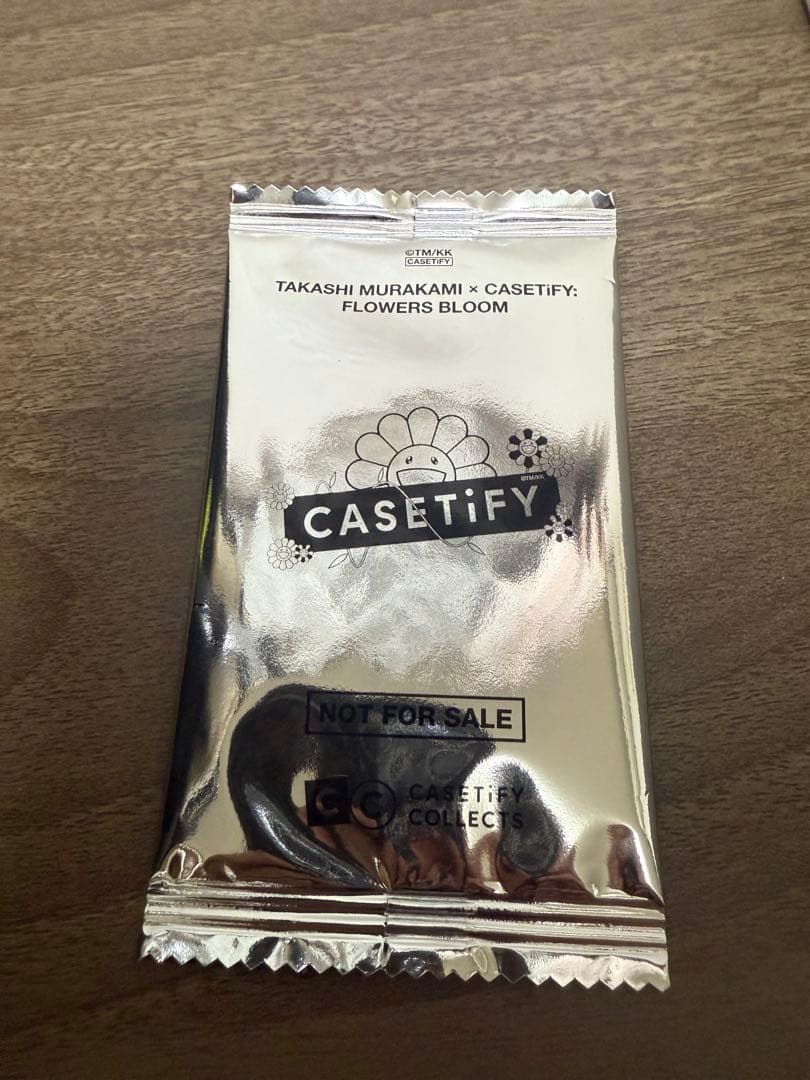 ©TM/KK
CASETiFY
TAKASHI MURAKAMI × CASETiFY:
FLOWERS BLOOM
©TM/KK
CASETiFY
NOT FOR SALE
C C CASETiFY
COLLECTS